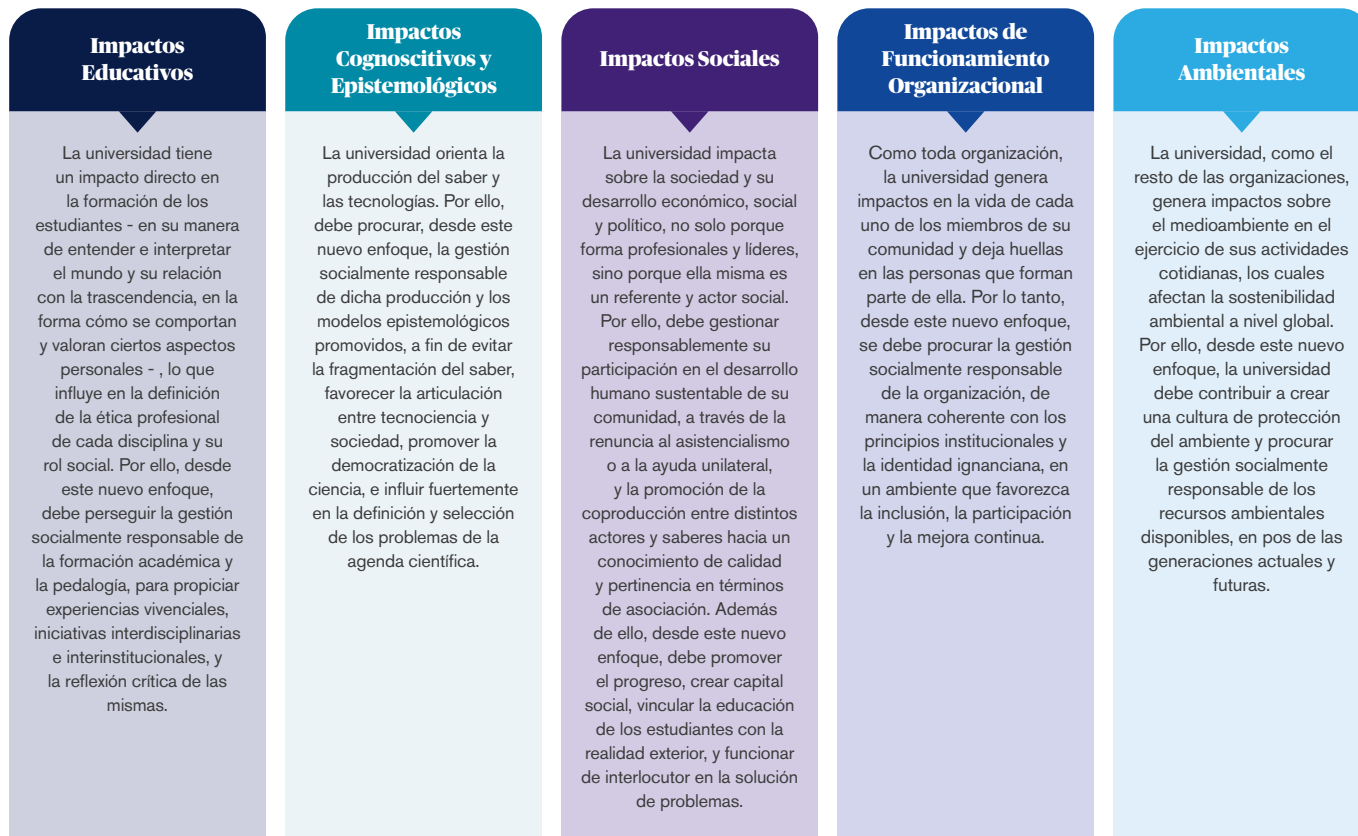 Impactos
Educativos
La universidad tiene
un impacto directo en
la formación de los
estudiantes - en su manera
de entender e interpretar
el mundo y su relación
con la trascendencia, en la
forma cómo se comportan
y valoran ciertos aspectos
personales - , lo que
influye en la definición
de la ética profesional
de cada disciplina y su
rol social. Por ello, desde
este nuevo enfoque,
debe perseguir la gestión
socialmente responsable de
la formación académica y
la pedalogía, para propiciar
experiencias vivenciales,
iniciativas interdisciplinarias
e interinstitucionales, y
la reflexión crítica de las
mismas.
Impactos
Cognoscitivos y
Epistemológicos
La universidad orienta la
producción del saber y
las tecnologías. Por ello,
debe procurar, desde este
nuevo enfoque, la gestión
socialmente responsable
de dicha producción y los
modelos epistemológicos
promovidos, a fin de evitar
la fragmentación del saber,
favorecer la articulación
entre tecnociencia y
sociedad, promover la
democratización de la
ciencia, e influir fuertemente
en la definición y selección
de los problemas de la
agenda científica.
Impactos Sociales
La universidad impacta
sobre la sociedad y su
desarrollo económico, social
y político, no solo porque
forma profesionales y líderes,
sino porque ella misma es
un referente y actor social.
Por ello, debe gestionar
responsablemente su
participación en el desarrollo
humano sustentable de su
comunidad, a través de la
renuncia al asistencialismo
o a la ayuda unilateral,
y la promoción de la
coproducción entre distintos
actores y saberes hacia un
conocimiento de calidad
y pertinencia en términos
de asociación. Además
de ello, desde este nuevo
enfoque, debe promover
el progreso, crear capital
social, vincular la educación
de los estudiantes con la
realidad exterior, y funcionar
de interlocutor en la solución
de problemas.
Impactos de
Funcionamiento
Organizacional
Como toda organización,
la universidad genera
impactos en la vida de cada
uno de los miembros de su
comunidad y deja huellas
en las personas que forman
parte de ella. Por lo tanto,
desde este nuevo enfoque,
se debe procurar la gestión
socialmente responsable
de la organización, de
manera coherente con los
principios institucionales y
la identidad ignanciana, en
un ambiente que favorezca
la inclusión, la participación
y la mejora continua.
Impactos
Ambientales
La universidad, como el
resto de las organizaciones,
genera impactos sobre
el medioambiente en el
ejercicio de sus actividades
cotidianas, los cuales
afectan la sostenibilidad
ambiental a nivel global.
Por ello, desde este nuevo
enfoque, la universidad
debe contribuir a crear
una cultura de protección
del ambiente y procurar
la gestión socialmente
responsable de los
recursos ambientales
disponibles, en pos de las
generaciones actuales y
futuras.